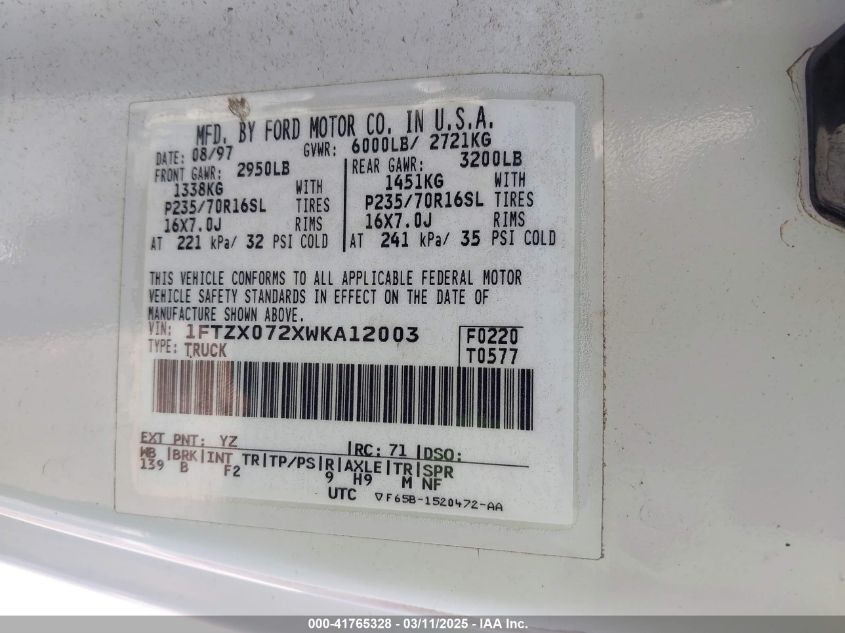 MFD. BY FORD MOTOR CO. IN U.S.A.
DATE: 08/97 GVWR: 6000LB/ 2721KG
FRONT GAWR: 2950LB REAR GAWR: 3200LB
1338KG WITH 1451KG WITH
P235/70R16SL TIRES P235/70R16SL TIRES
16X7.0J RIMS 16X7.0J RIMS
AT 221 kPa/ 32 PSI COLD AT 241 kPa/ 35 PSI COLD
THIS VEHICLE CONFORMS TO ALL APPLICABLE FEDERAL MOTOR
VEHICLE SAFETY STANDARDS IN EFFECT ON THE DATE OF
MANUFACTURE SHOWN ABOVE.
VIN: 1FTZX072XWKA12003 F0220
TYPE: TRUCK T0577
EXT PNT: YZ RC: 71 DSO:
WB BRK INT TR TP/PS R AXLE TR SPR
139 B F2 9 H9 M NF
UTC ▽F65B-1520472-AA
000-41765328 - 03/11/2025 - IAA Inc.